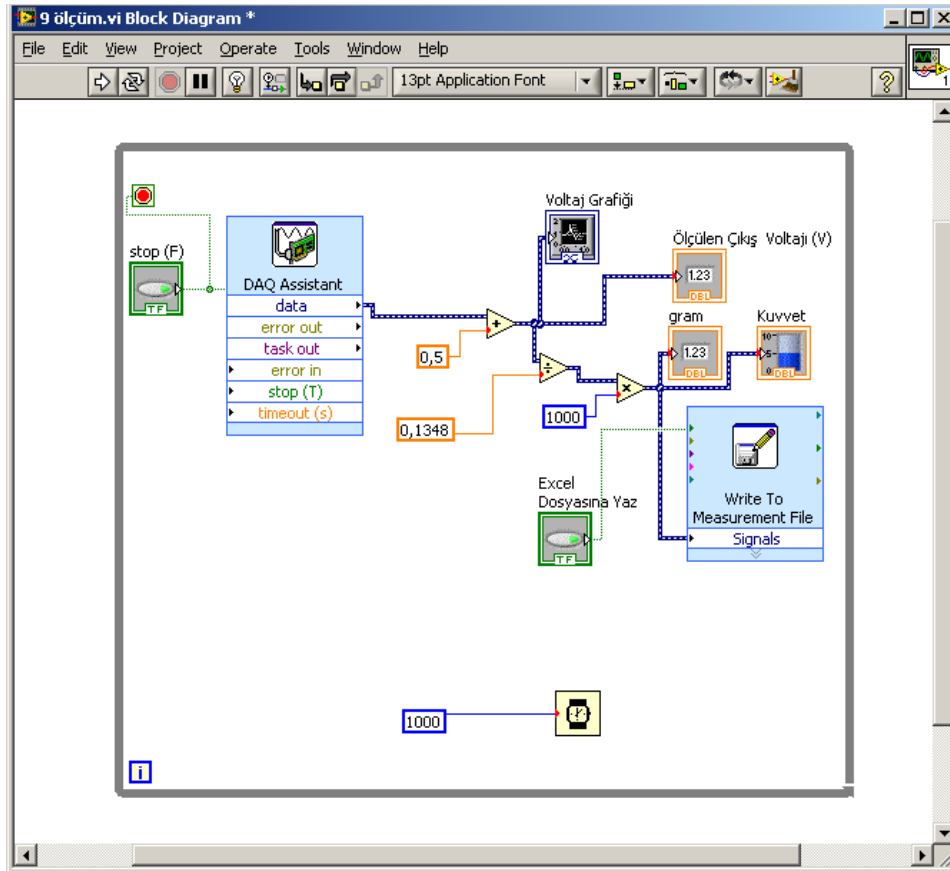 9 ölçüm.vi Block Diagram *
File Edit View Project Operate Tools Window Help
13pt Application Font
1
stop (F)
TF
DAQ Assistant
data
error out
task out
error in
stop (T)
timeout (s)
Voltaj Grafiği
Ölçülen Çıkış Voltajı (V)
1.23
DBL
0,5
gram
1.23
DBL
Kuvvet
10
5
0
DBL
0,1348
1000
Excel
Dosyasına Yaz
TF
Write To
Measurement File
Signals
1000
i